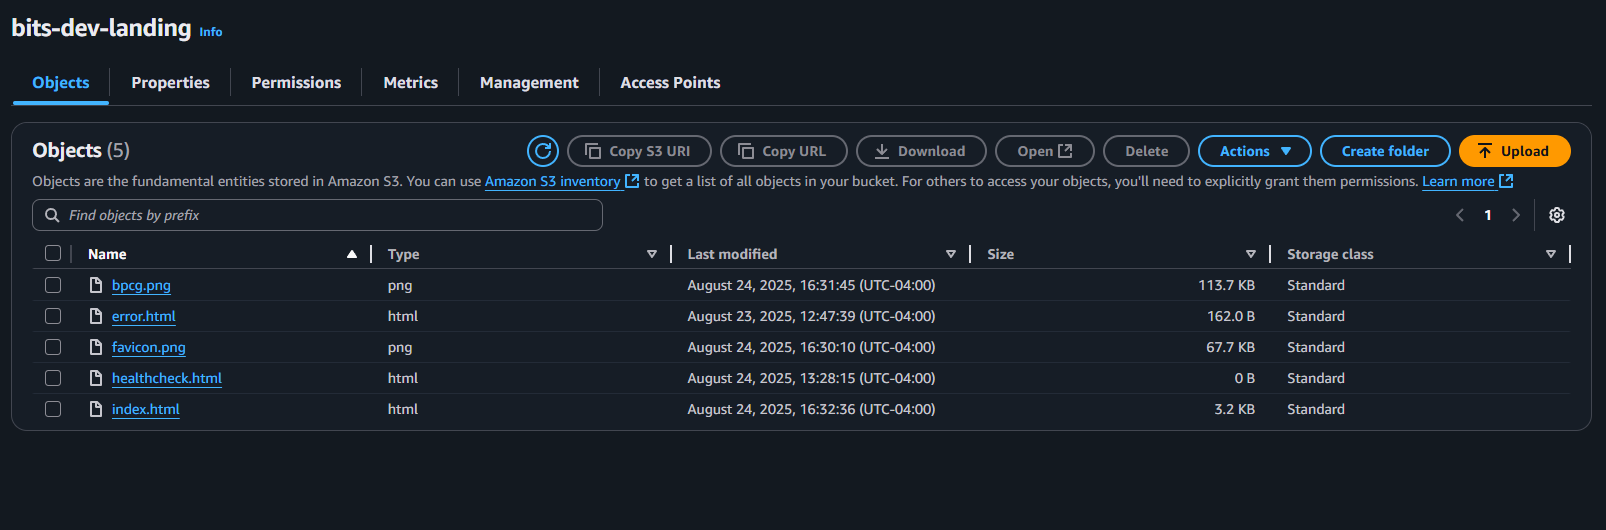 bits-dev-landing Info
Objects Properties Permissions Metrics Management Access Points
Objects (5) Copy S3 URI Copy URL Download Open Delete Actions Create folder Upload
Objects are the fundamental entities stored in Amazon S3. You can use Amazon S3 inventory to get a list of all objects in your bucket. For others to access your objects, you'll need to explicitly grant them permissions. Learn more
Find objects by prefix 1
Name Type Last modified Size Storage class
bpcg.png png August 24, 2025, 16:31:45 (UTC-04:00) 113.7 KB Standard
error.html html August 23, 2025, 12:47:39 (UTC-04:00) 162.0 B Standard
favicon.png png August 24, 2025, 16:30:10 (UTC-04:00) 67.7 KB Standard
healthcheck.html html August 24, 2025, 13:28:15 (UTC-04:00) 0 B Standard
index.html html August 24, 2025, 16:32:36 (UTC-04:00) 3.2 KB Standard